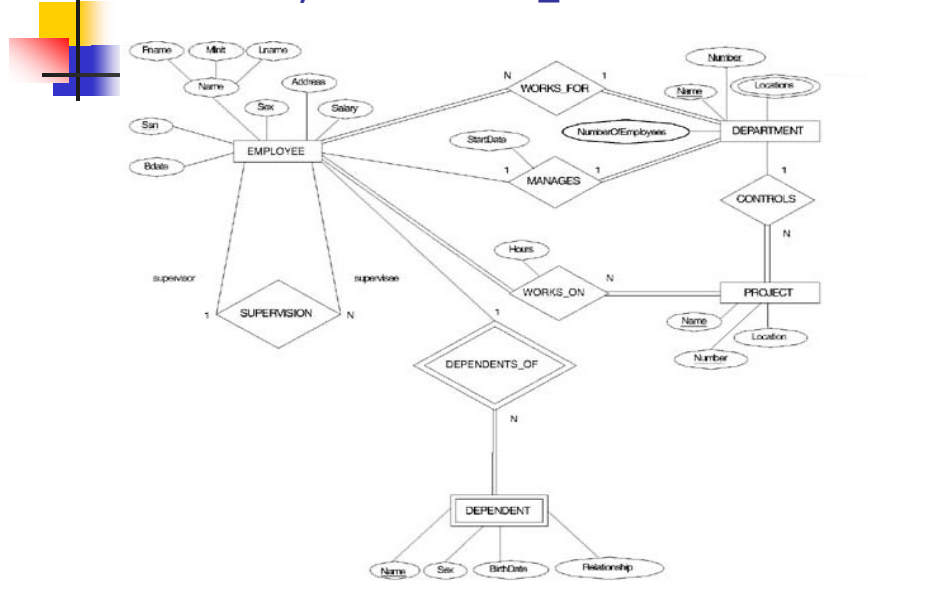 Fname Minit Lname
Number
Address
Name
N
1
WORKS_FOR
Name
Locations
Sex
Salary
Ssn
NumberOfEmployees
DEPARTMENT
StartDate
EMPLOYEE
Bdate
1
MANAGES
1
1
CONTROLS
N
Hours
supervisor
supervisee
N
WORKS_ON
PROJECT
1
SUPERVISION
N
1
Name
Location
Number
DEPENDENTS_OF
N
DEPENDENT
Name
Sex
BirthDate
Relationship